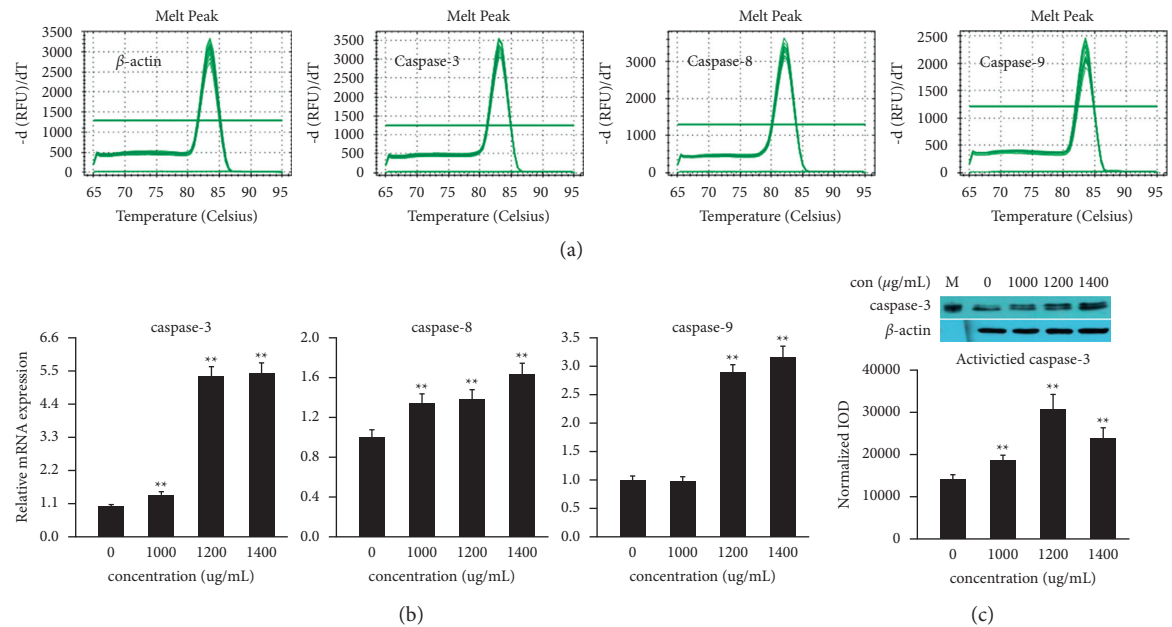 Melt Peak
3500
3000
2500
2000
1500
1000
500
0
-d (RFU)/dT
β-actin
65 70 75 80 85 90 95
Temperature (Celsius)
Melt Peak
3500
3000
2500
2000
1500
1000
500
0
-d (RFU)/dT
Caspase-3
65 70 75 80 85 90 95
Temperature (Celsius)
Melt Peak
3000
2000
1000
0
-d (RFU)/dT
Caspase-8
65 70 75 80 85 90 95
Temperature (Celsius)
Melt Peak
2500
2000
1500
1000
500
0
-d (RFU)/dT
Caspase-9
65 70 75 80 85 90 95
Temperature (Celsius)
(a)
caspase-3
Relative mRNA expression
6.6
5.5
4.4
3.3
2.2
1.1
0.0
**
**
**
0 1000 1200 1400
concentration (ug/mL)
caspase-8
2.0
1.6
1.2
0.8
0.4
0.0
**
**
**
0 1000 1200 1400
concentration (ug/mL)
caspase-9
3.5
3.0
2.5
2.0
1.5
1.0
0.5
0.0
**
**
0 1000 1200 1400
concentration (ug/mL)
(b)
con (μg/mL) M 0 1000 1200 1400
caspase-3
β-actin
Activictied caspase-3
Normalized IOD
40000
30000
20000
10000
0
**
**
**
0 1000 1200 1400
concentration (ug/mL)
(c)